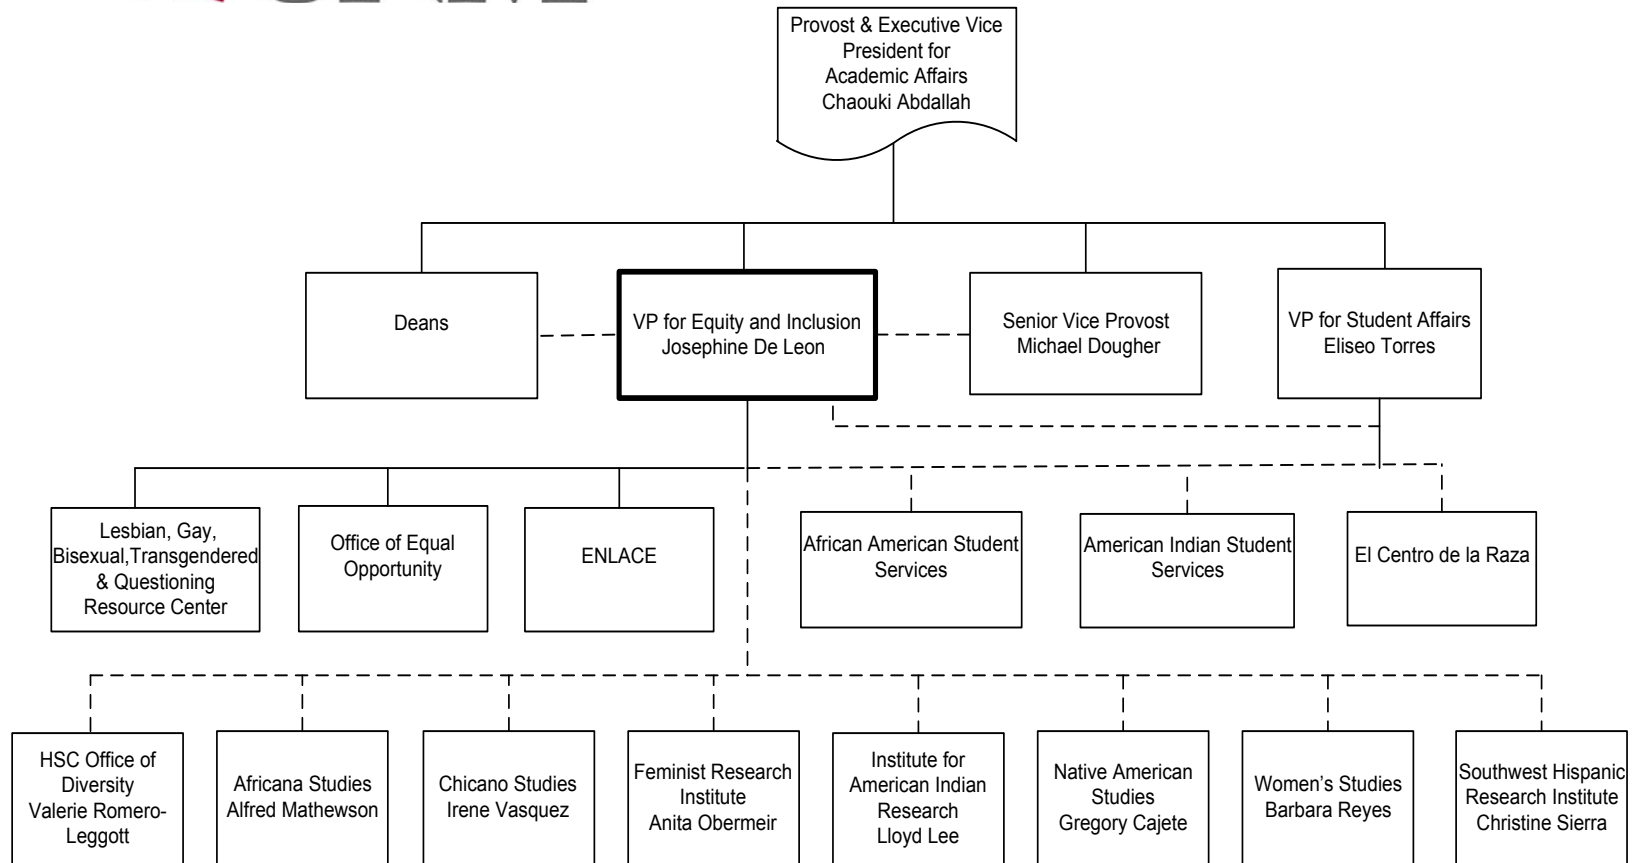 Provost & Executive Vice
President for
Academic Affairs
Chaouki Abdallah
Deans
VP for Equity and Inclusion
Josephine De Leon
Senior Vice Provost
Michael Dougher
VP for Student Affairs
Eliseo Torres
Lesbian, Gay,
Bisexual,Transgendered
& Questioning
Resource Center
Office of Equal
Opportunity
ENLACE
African American Student
Services
American Indian Student
Services
El Centro de la Raza
HSC Office of
Diversity
Valerie Romero-
Leggott
Africana Studies
Alfred Mathewson
Chicano Studies
Irene Vasquez
Feminist Research
Institute
Anita Obermeir
Institute for
American Indian
Research
Lloyd Lee
Native American
Studies
Gregory Cajete
Women’s Studies
Barbara Reyes
Southwest Hispanic
Research Institute
Christine Sierra